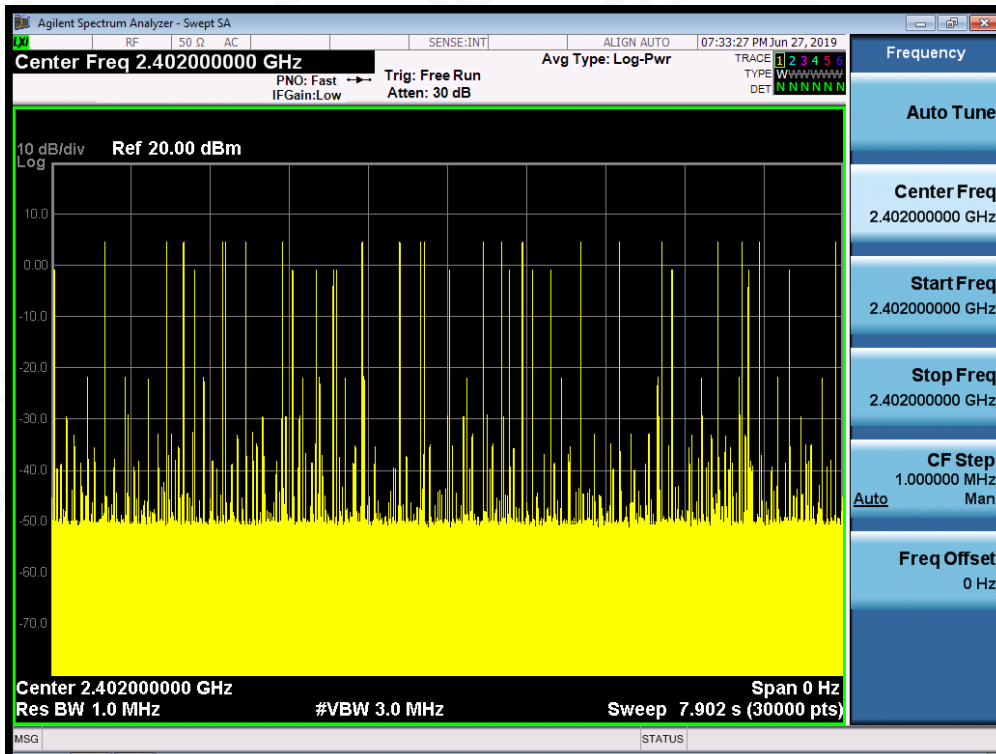 Agilent Spectrum Analyzer - Swept SA
LXI RF 50 Ω AC SENSE:INT ALIGN AUTO 07:33:27 PM Jun 27, 2019
Center Freq 2.402000000 GHz
PNO: Fast
IFGain:Low
Trig: Free Run
Atten: 30 dB
Avg Type: Log-Pwr
TRACE 1 2 3 4 5 6
TYPE WWWWWWW
DET N N N N N N
10 dB/div Ref 20.00 dBm
Log
10.0
0.00
-10.0
-20.0
-30.0
-40.0
-50.0
-60.0
-70.0
Center 2.402000000 GHz Span 0 Hz
Res BW 1.0 MHz #VBW 3.0 MHz Sweep 7.902 s (30000 pts)
MSG STATUS
Frequency
Auto Tune
Center Freq
2.402000000 GHz
Start Freq
2.402000000 GHz
Stop Freq
2.402000000 GHz
CF Step
1.000000 MHz
Auto Man
Freq Offset
0 Hz